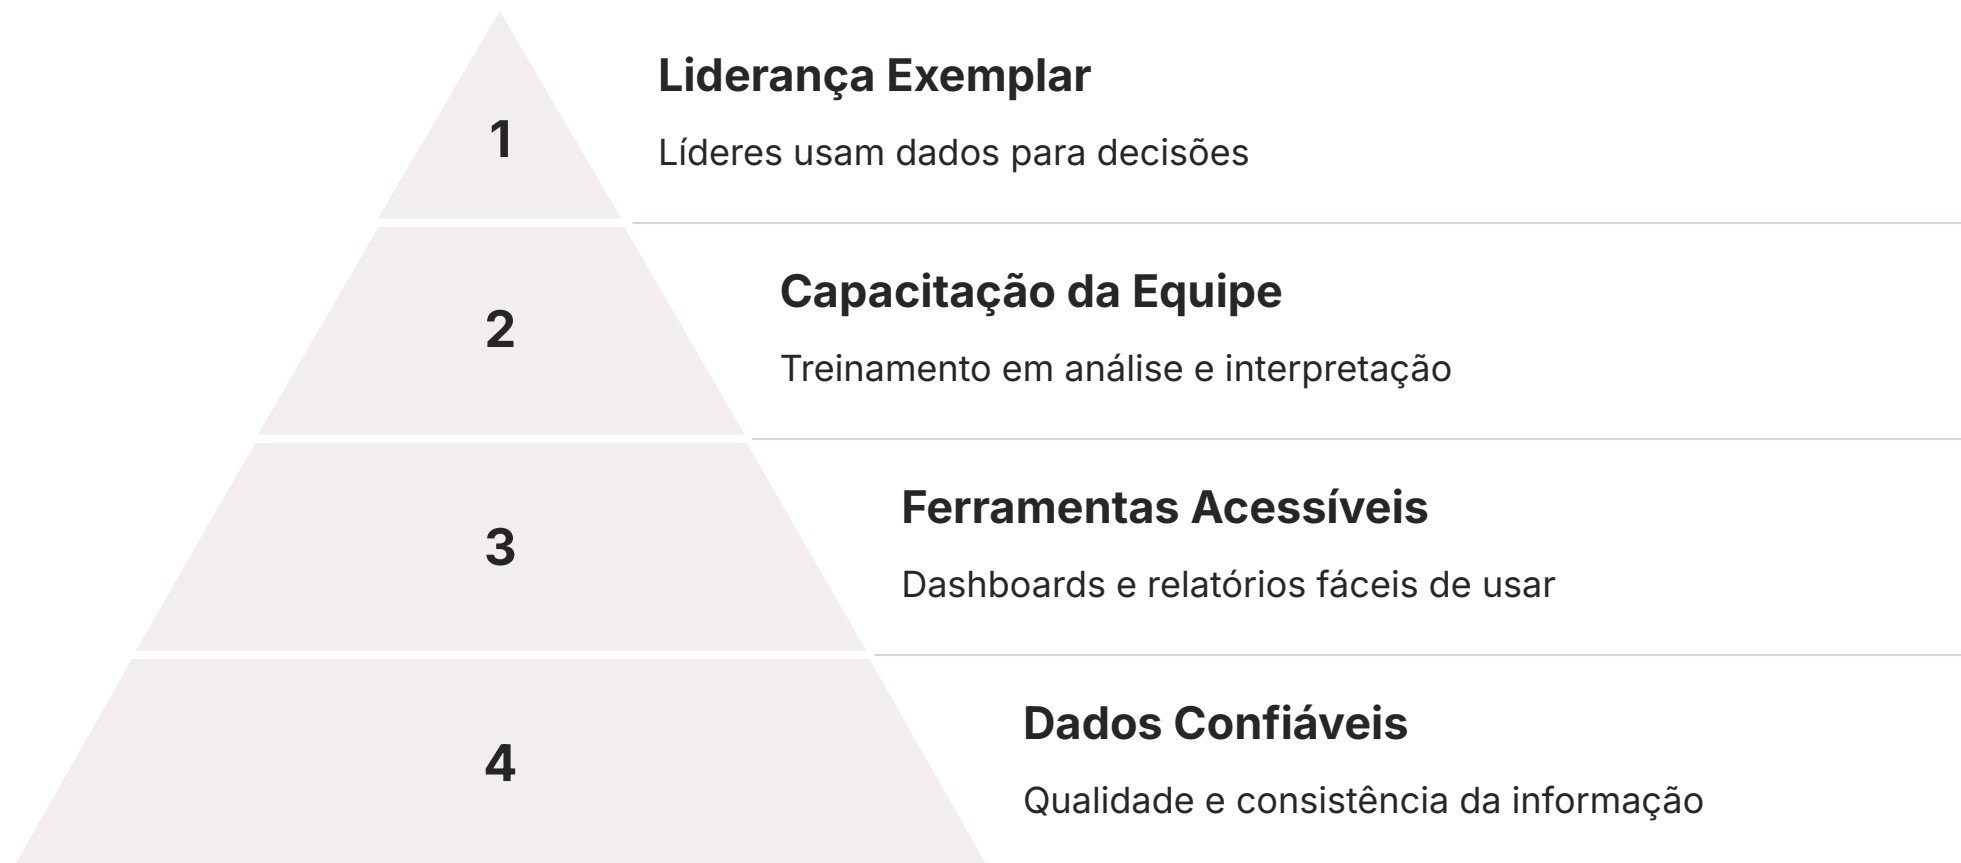 1
Liderança Exemplar
Líderes usam dados para decisões
2
Capacitação da Equipe
Treinamento em análise e interpretação
3
Ferramentas Acessíveis
Dashboards e relatórios fáceis de usar
4
Dados Confiáveis
Qualidade e consistência da informação